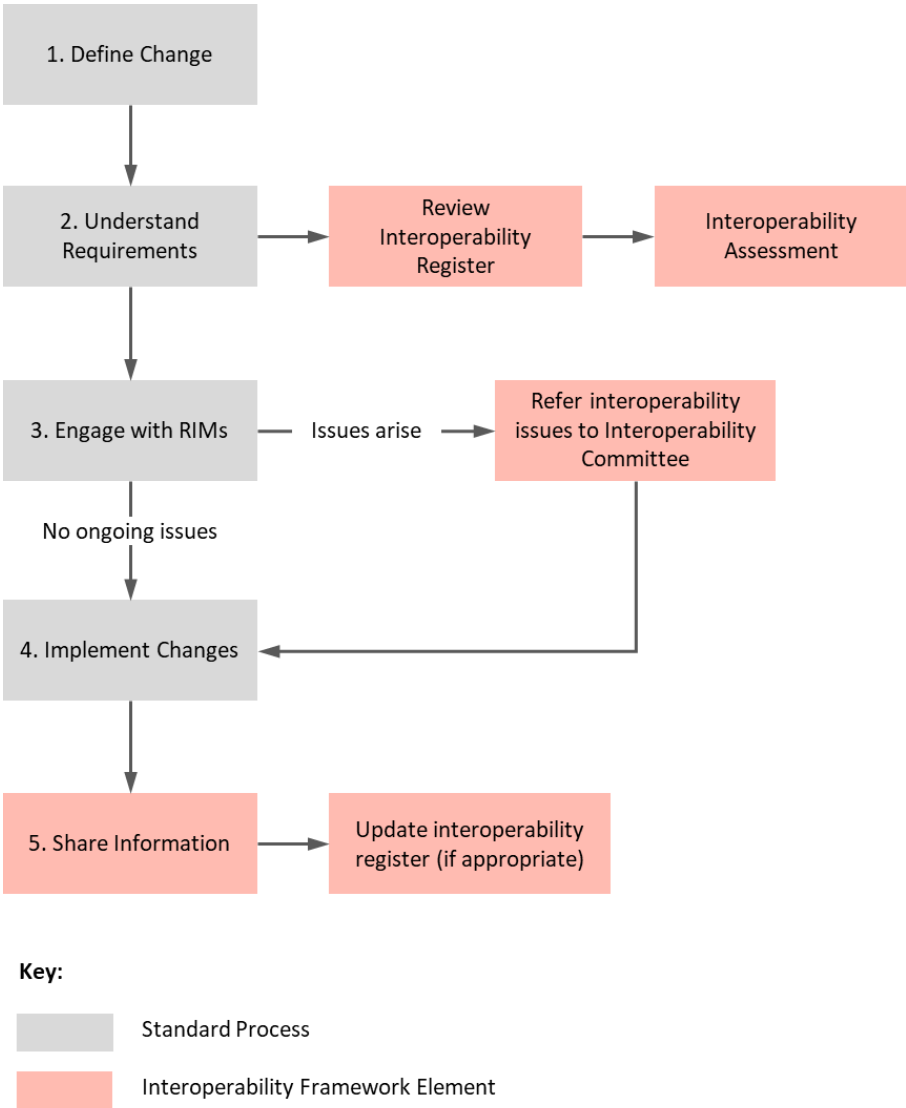 1. Define Change
2. Understand
Requirements
Review
Interoperability
Register
Interoperability
Assessment
3. Engage with RIMs
Issues arise
Refer interoperability
issues to Interoperability
Committee
No ongoing issues
4. Implement Changes
5. Share Information
Update interoperability
register (if appropriate)
Key:
Standard Process
Interoperability Framework Element